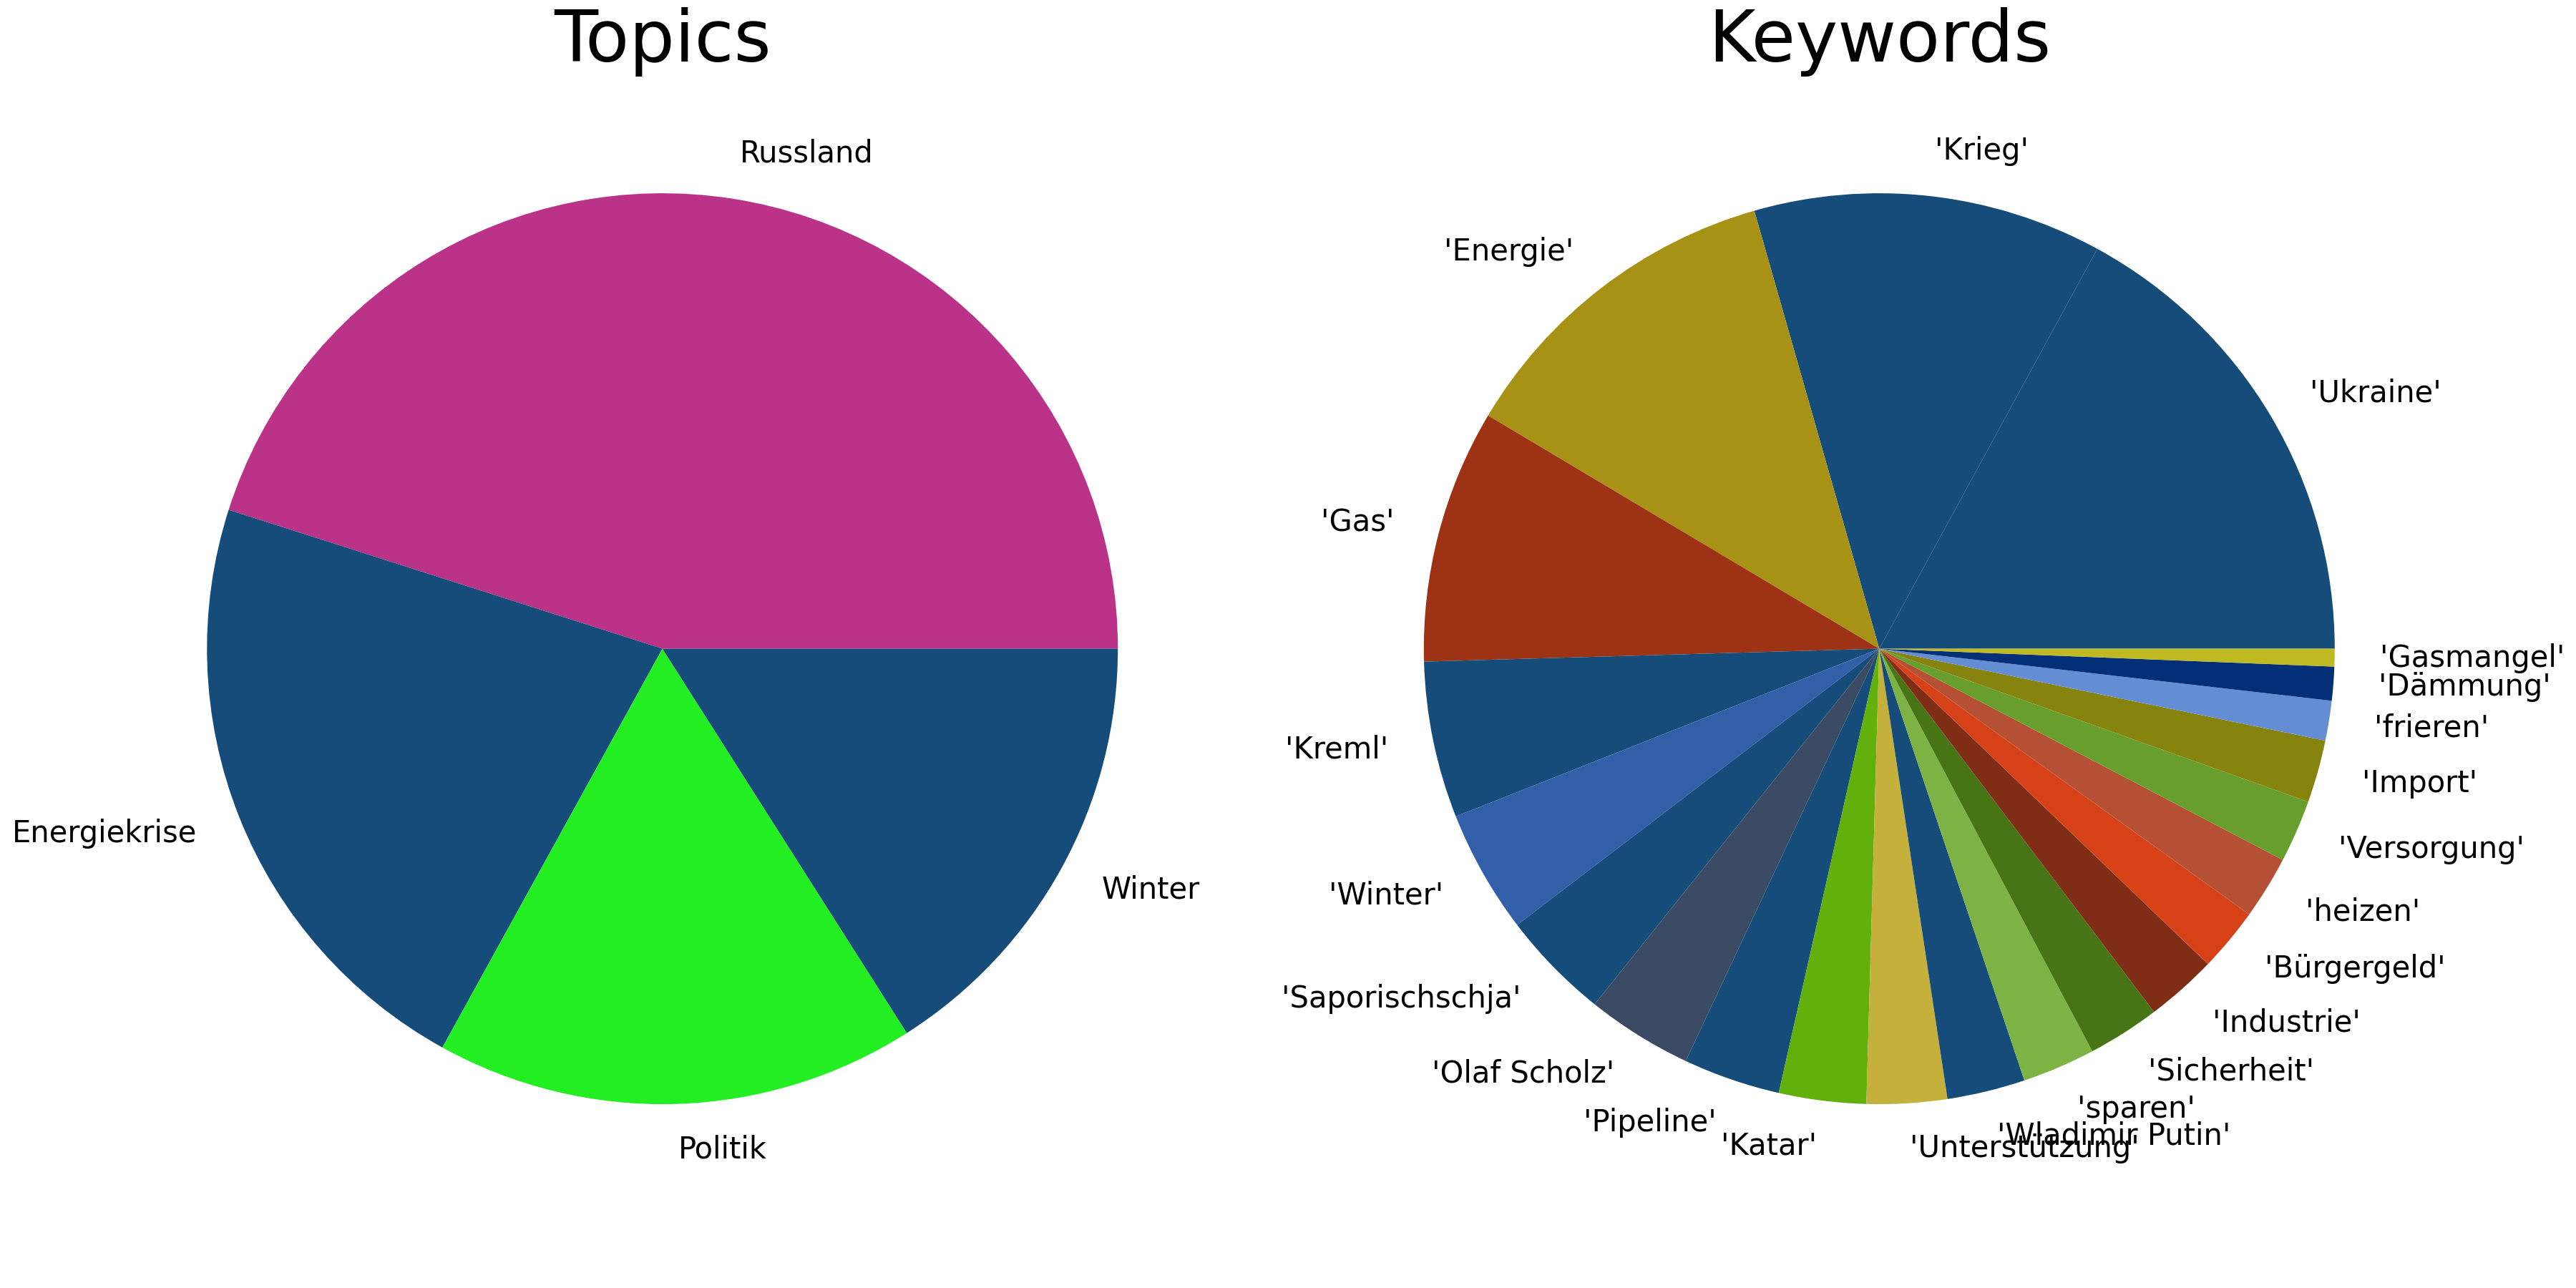 Topics
Russland
Energiekrise
Politik
Winter
Keywords
'Ukraine'
'Krieg'
'Energie'
'Gas'
'Kreml'
'Winter'
'Saporischschja'
'Olaf Scholz'
'Pipeline'
'Katar'
'Unterstützung'
'Wladimir Putin'
'sparen'
'Sicherheit'
'Industrie'
'Bürgergeld'
'heizen'
'Versorgung'
'Import'
'frieren'
'Dämmung'
'Gasmangel'